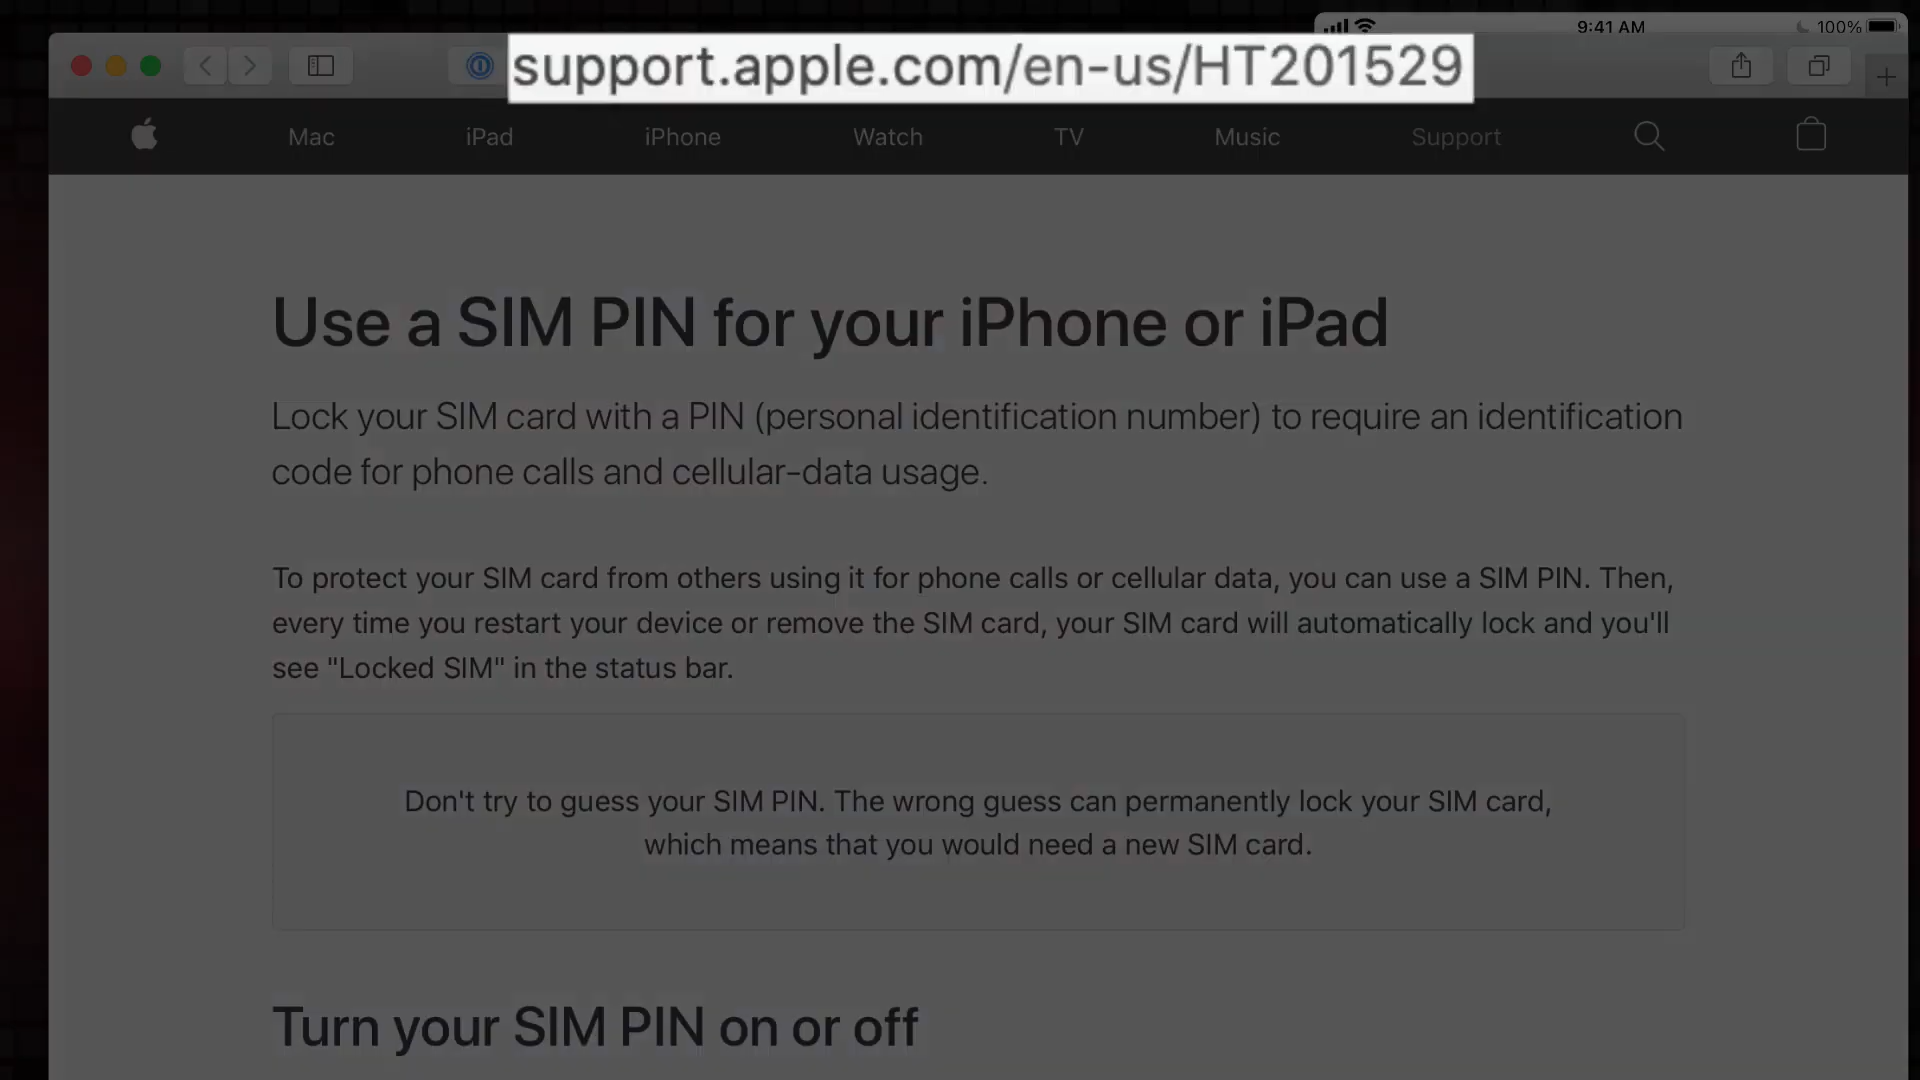 9:41 AM
100%
support.apple.com/en-us/HT201529
Mac
iPad
iPhone
Watch
TV
Music
Support
Use a SIM PIN for your iPhone or iPad
Lock your SIM card with a PIN (personal identification number) to require an identification
code for phone calls and cellular-data usage.
To protect your SIM card from others using it for phone calls or cellular data, you can use a SIM PIN. Then,
every time you restart your device or remove the SIM card, your SIM card will automatically lock and you'll
see "Locked SIM" in the status bar.
Don't try to guess your SIM PIN. The wrong guess can permanently lock your SIM card,
which means that you would need a new SIM card.
Turn your SIM PIN on or off